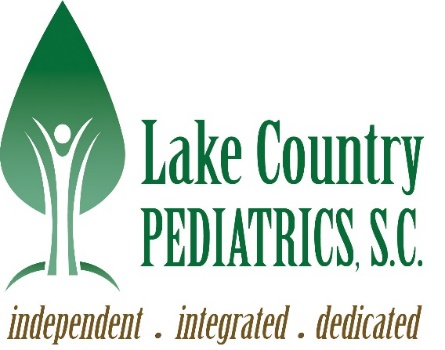 Lake Country
PEDIATRICS, S.C.
independent . integrated . dedicated